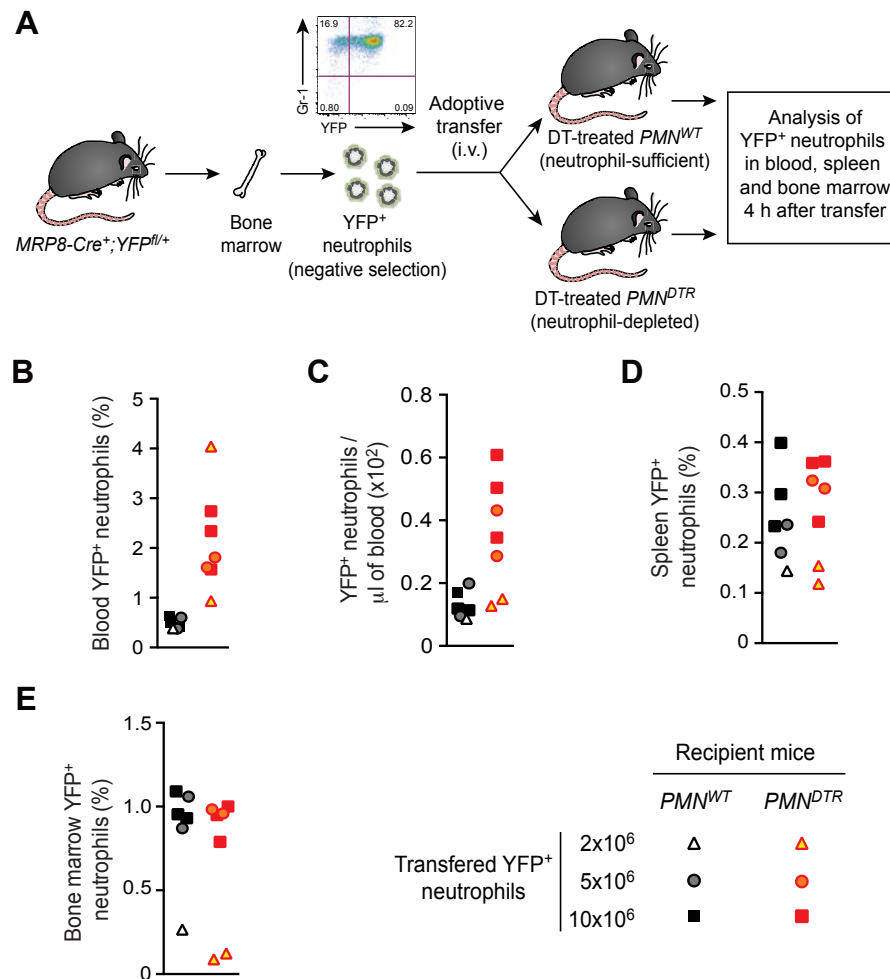 A
16.9 82.2
Gr-1
0.80 0.09
YFP
Adoptive
transfer
(i.v.)
MRP8-Cre⁺;YFPᶠˡ/⁺
Bone
marrow
YFP⁺
neutrophils
(negative selection)
DT-treated PMNᵂᵀ
(neutrophil-sufficient)
DT-treated PMNᴰᵀᴿ
(neutrophil-depleted)
Analysis of
YFP⁺ neutrophils
in blood, spleen
and bone marrow
4 h after transfer
B
Blood YFP⁺ neutrophils (%)
5
4
3
2
1
0
C
YFP⁺ neutrophils /
µl of blood (x10²)
0.8
0.6
0.4
0.2
0
D
Spleen YFP⁺
neutrophils (%)
0.5
0.4
0.3
0.2
0.1
0
E
Bone marrow YFP⁺
neutrophils (%)
1.5
1.0
0.5
0
Recipient mice
PMNᵂᵀ PMNᴰᵀᴿ
Transfered YFP⁺
neutrophils
2x10⁶
5x10⁶
10x10⁶